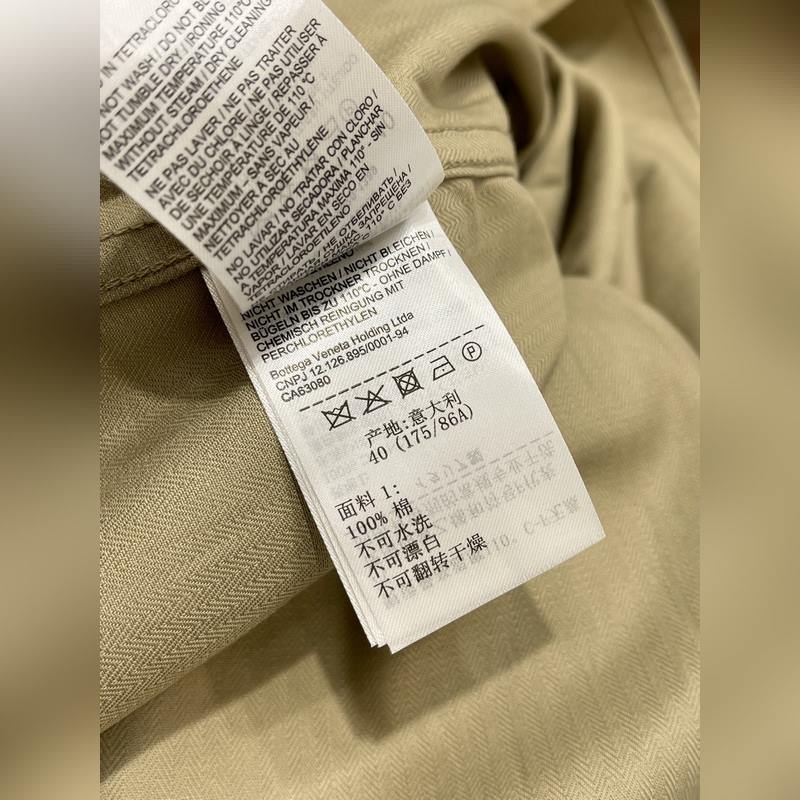 IN TETRACLORO
NOT WASH / DO NOT BL
NOT TUMBLE DRY / IRONING
MAXIMUM TEMPERATURE 110°C
WITHOUT STEAM / DRY CLEANING
TETRACHLOROETHENE
NE PAS LAVER / NE PAS TRAITER
AVEC DU CHLORE / NE PAS UTILISER
DE SECHOIR À LINGE / REPASSER À
UNE TEMPÉRATURE DE 110 °C
MAXIMUM - SANS VAPEUR /
NETTOYER À SEC AU
TETRACHLOROETHYLÈNE
NO LAVAR / NO TRATAR CON CLORO /
NO UTILIZAR SECADORA / PLANCHAR
A TEMPERATURA MAXIMA 110° - SIN
VAPOR / LAVAR EN SECO EN
NICHT WASCHEN / NICHT BLEICHEN /
NICHT IM TROCKNER TROCKNEN /
BÜGELN BIS ZU 110°C - OHNE DAMPF /
CHEMISCH REINIGUNG MIT
PERCHLORETHYLEN
Bottega Veneta Holding Ltda
CNPJ 12.126.895/0001-94
CA63080
P
产地:意大利
40 (175/86A)
面料 1:
100% 棉
不可水洗
不可漂白
不可翻转干燥